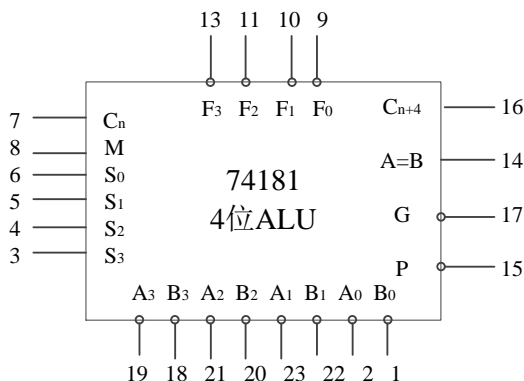 13 11 10 9
F3 F2 F1 F0
7 Cn Cn+4 16
8 M
6 S0 A=B 14
5 S1 74181
4 S2 4位ALU G 17
3 S3
P 15
A3 B3 A2 B2 A1 B1 A0 B0
19 18 21 20 23 22 2 1